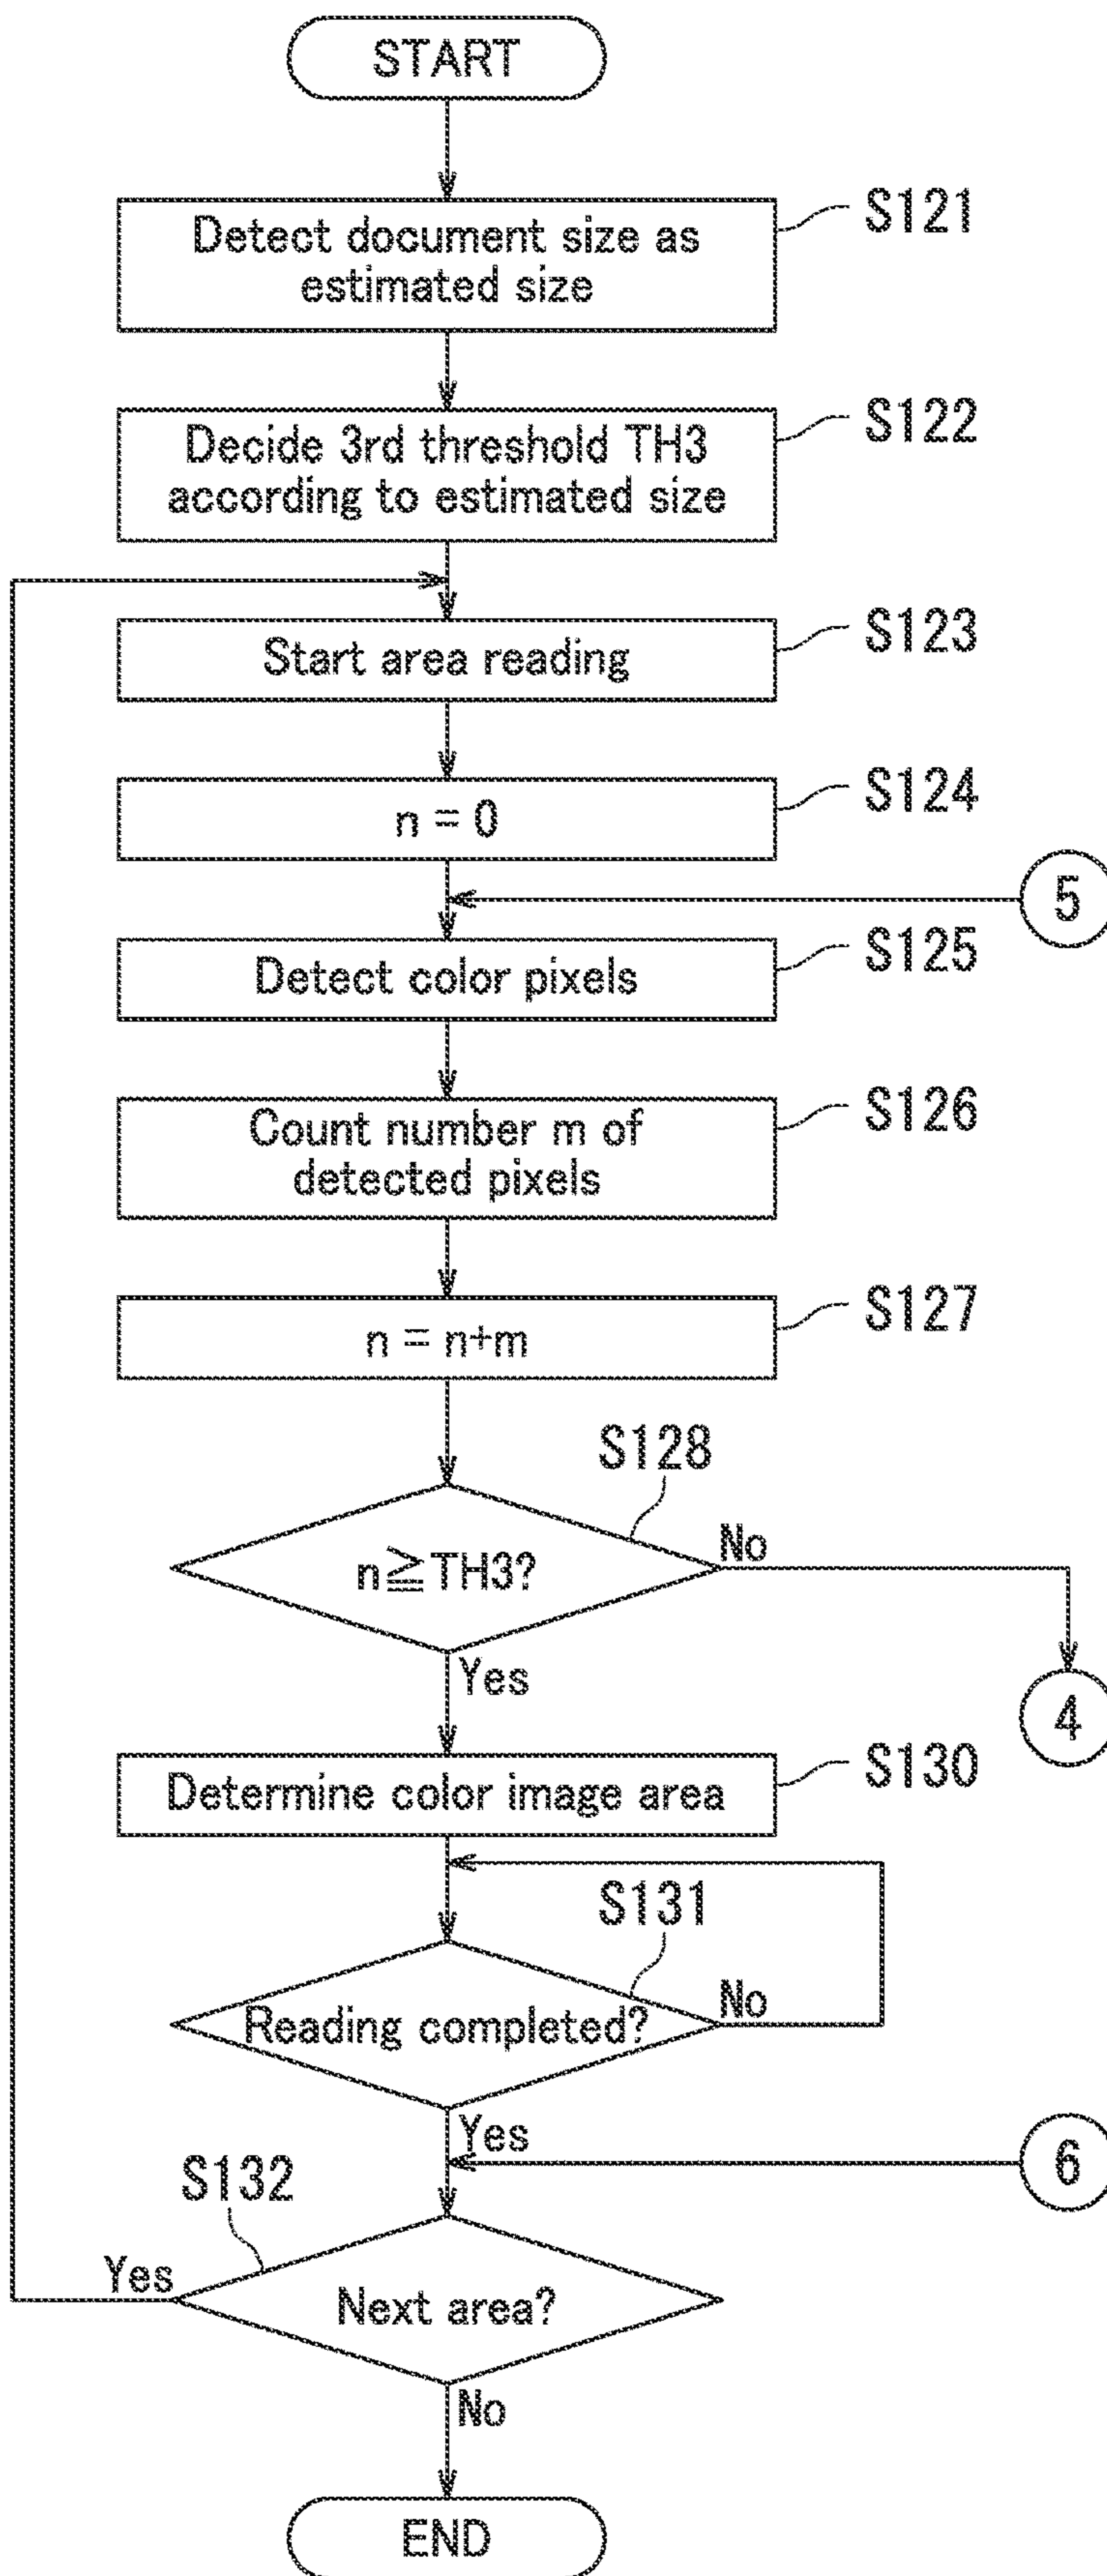 START
Detect document size as
estimated size
S121
Decide 3rd threshold TH3
according to estimated size
S122
Start area reading
S123
n = 0
S124
5
Detect color pixels
S125
Count number m of
detected pixels
S126
n = n+m
S127
S128
n≧TH3?
No
Yes
4
Determine color image area
S130
S131
Reading completed?
No
Yes
6
S132
Next area?
Yes
No
END